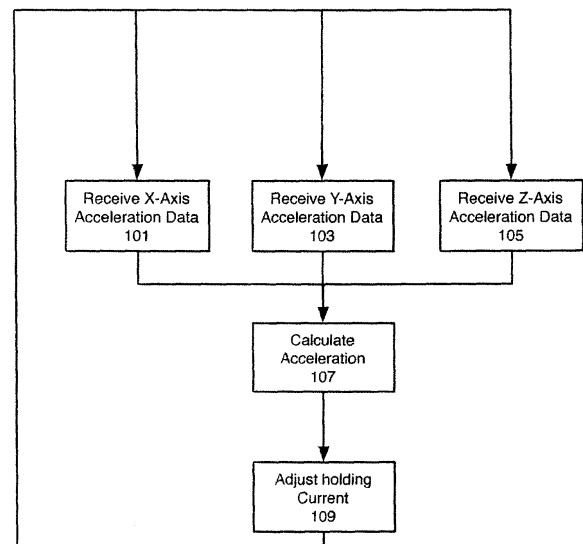 Receive X-Axis
Acceleration Data
101
Receive Y-Axis
Acceleration Data
103
Receive Z-Axis
Acceleration Data
105
Calculate
Acceleration
107
Adjust holding
Current
109